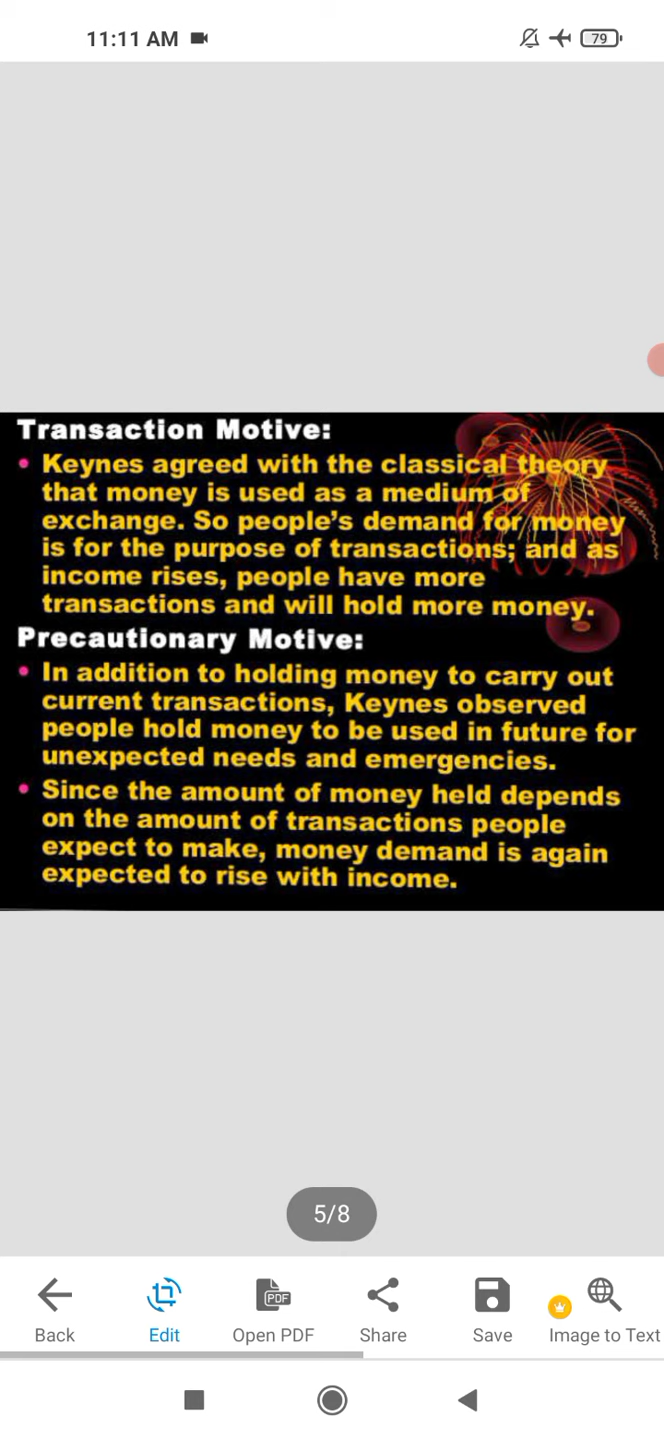 11:11 AM
79
Transaction Motive:
• Keynes agreed with the classical theory
that money is used as a medium of
exchange. So people's demand for money
is for the purpose of transactions; and as
income rises, people have more
transactions and will hold more money.
Precautionary Motive:
• In addition to holding money to carry out
current transactions, Keynes observed
people hold money to be used in future for
unexpected needs and emergencies.
• Since the amount of money held depends
on the amount of transactions people
expect to make, money demand is again
expected to rise with income.
5/8
PDF
Back Edit Open PDF Share Save Image to Text